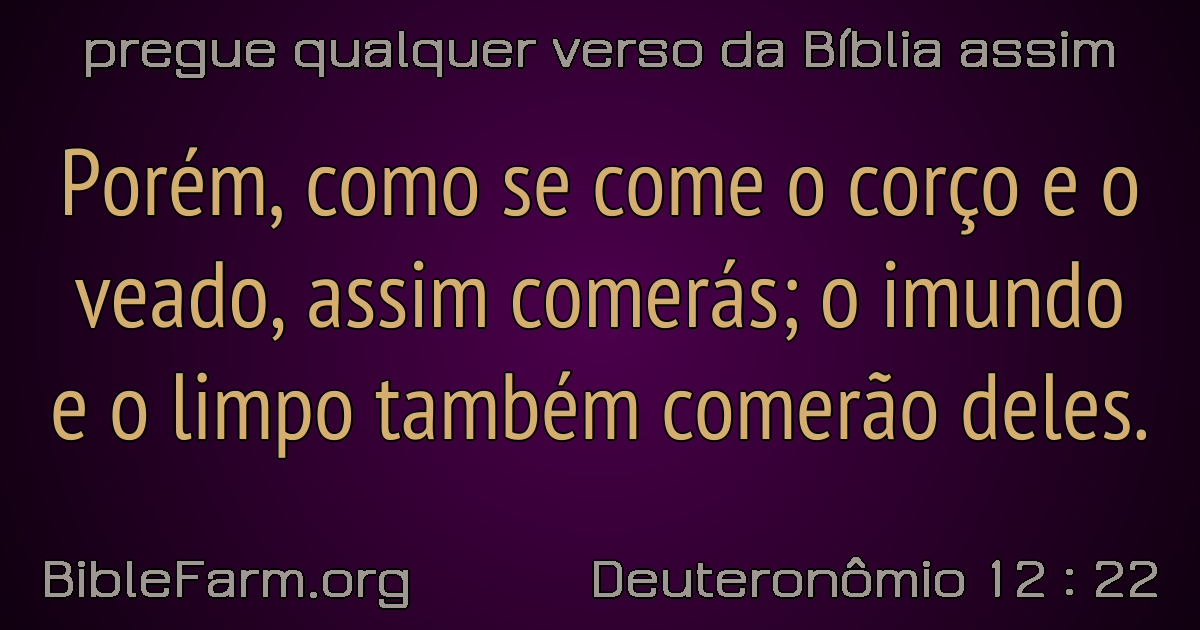 pregue qualquer verso da Bíblia assim
Porém, como se come o corço e o
veado, assim comerás; o imundo
e o limpo também comerão deles.
BibleFarm.org
Deuteronômio 12 : 22